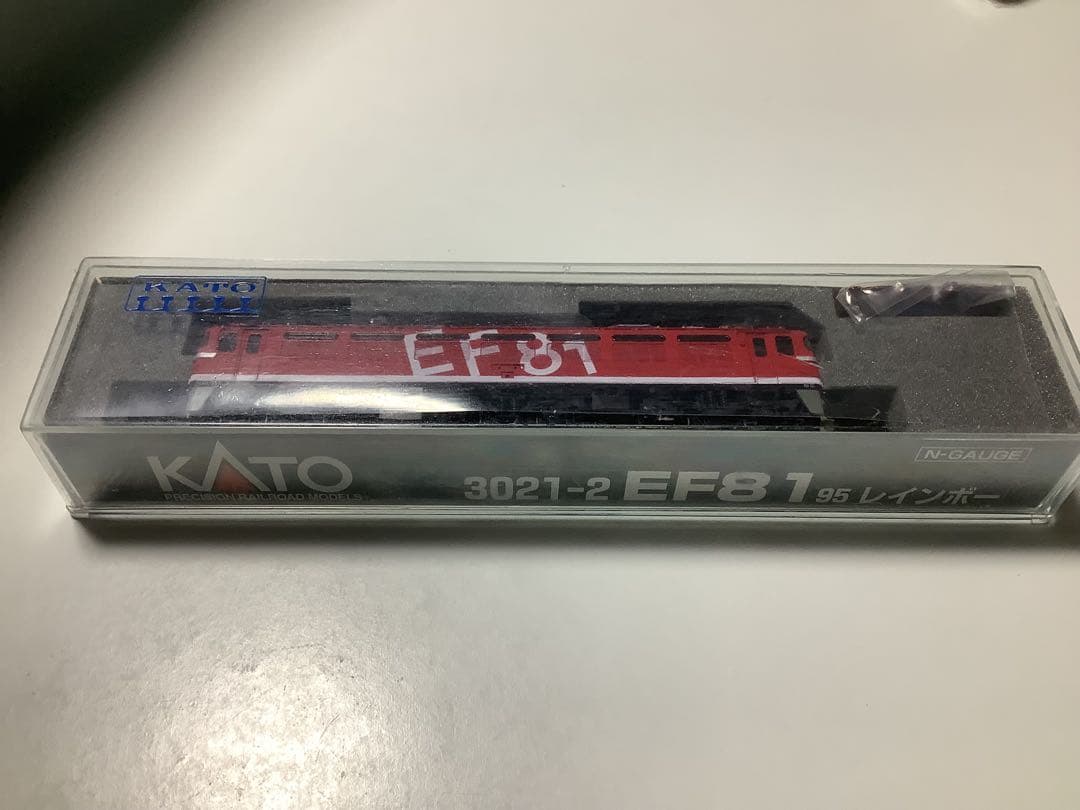 KATO
EF81
KATO
PRECISION RAILROAD MODELS
N-GAUGE
3021-2 EF81 95 レインボー